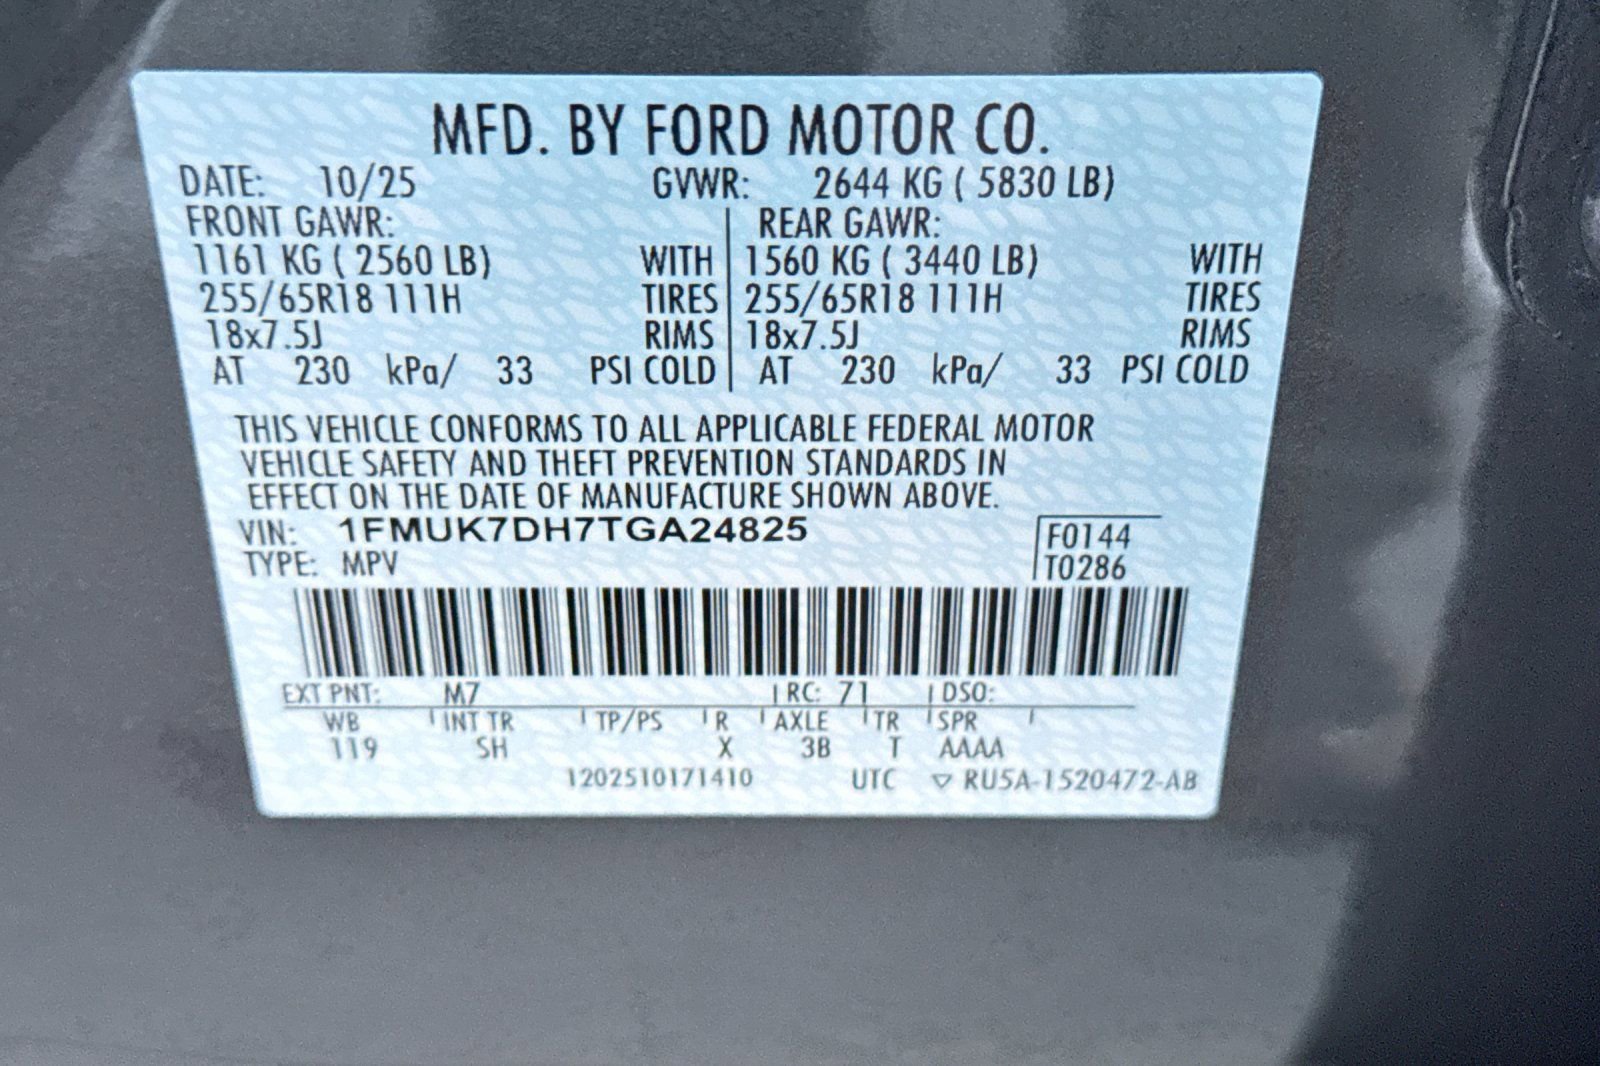 MFD. BY FORD MOTOR CO.
DATE: 10/25 GVWR: 2644 KG ( 5830 LB)
FRONT GAWR: REAR GAWR:
1161 KG ( 2560 LB) WITH 1560 KG ( 3440 LB) WITH
255/65R18 111H TIRES 255/65R18 111H TIRES
18x7.5J RIMS 18x7.5J RIMS
AT 230 kPa/ 33 PSI COLD AT 230 kPa/ 33 PSI COLD
THIS VEHICLE CONFORMS TO ALL APPLICABLE FEDERAL MOTOR
VEHICLE SAFETY AND THEFT PREVENTION STANDARDS IN
EFFECT ON THE DATE OF MANUFACTURE SHOWN ABOVE.
VIN: 1FMUK7DH7TGA24825 F0144
TYPE: MPV T0286
EXT PNT: M7 RC: 71 DSO:
WB INT TR TP/PS R AXLE TR SPR
119 SH X 3B T AAAA
1202510171410 UTC ▽ RU5A-1520472-AB